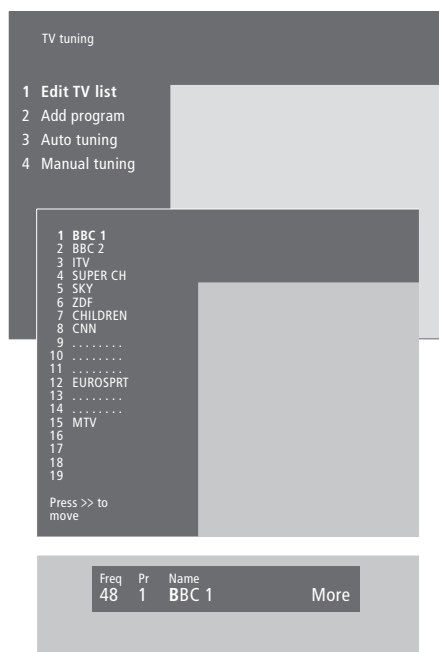 TV tuning
1 Edit TV list
2 Add program
3 Auto tuning
4 Manual tuning
1 BBC 1
2 BBC 2
3 ITV
4 SUPER CH
5 SKY
6 ZDF
7 CHILDREN
8 CNN
9 ........
10 ........
11 ........
12 EUROSPRT
13 ........
14 ........
15 MTV
16
17
18
19
Press >> to
move
Freq Pr Name
48 1 BBC 1 More